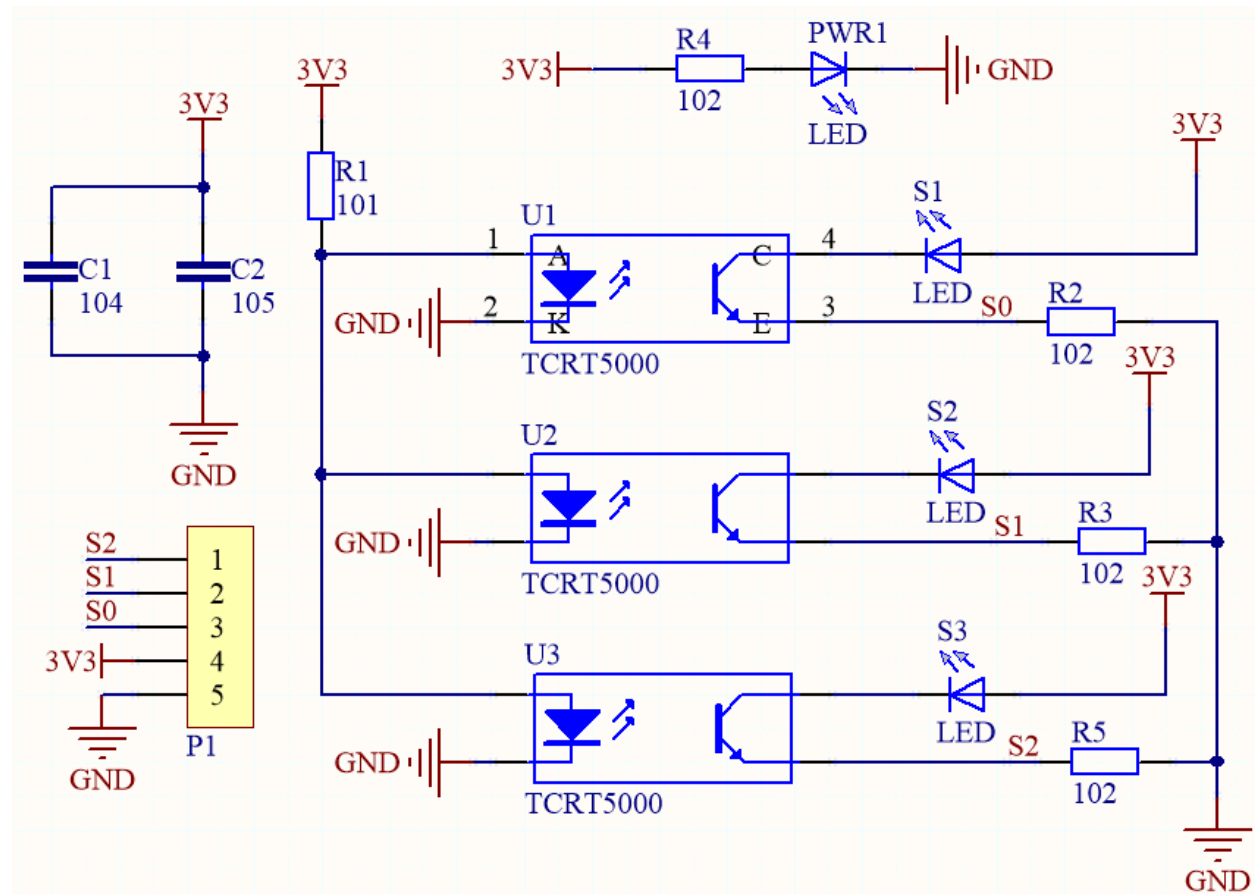 R4
PWR1
3V3
GND
102
LED
3V3
R1
101
3V3
C1
104
C2
105
GND
U1
1
A
C
4
S1
LED
3V3
GND
2
K
E
3
S0
R2
102
TCRT5000
U2
S2
LED
3V3
GND
S1
R3
102
TCRT5000
U3
S3
LED
3V3
GND
S2
R5
102
TCRT5000
GND
S2
1
S1
2
S0
3
3V3
4
5
GND
P1